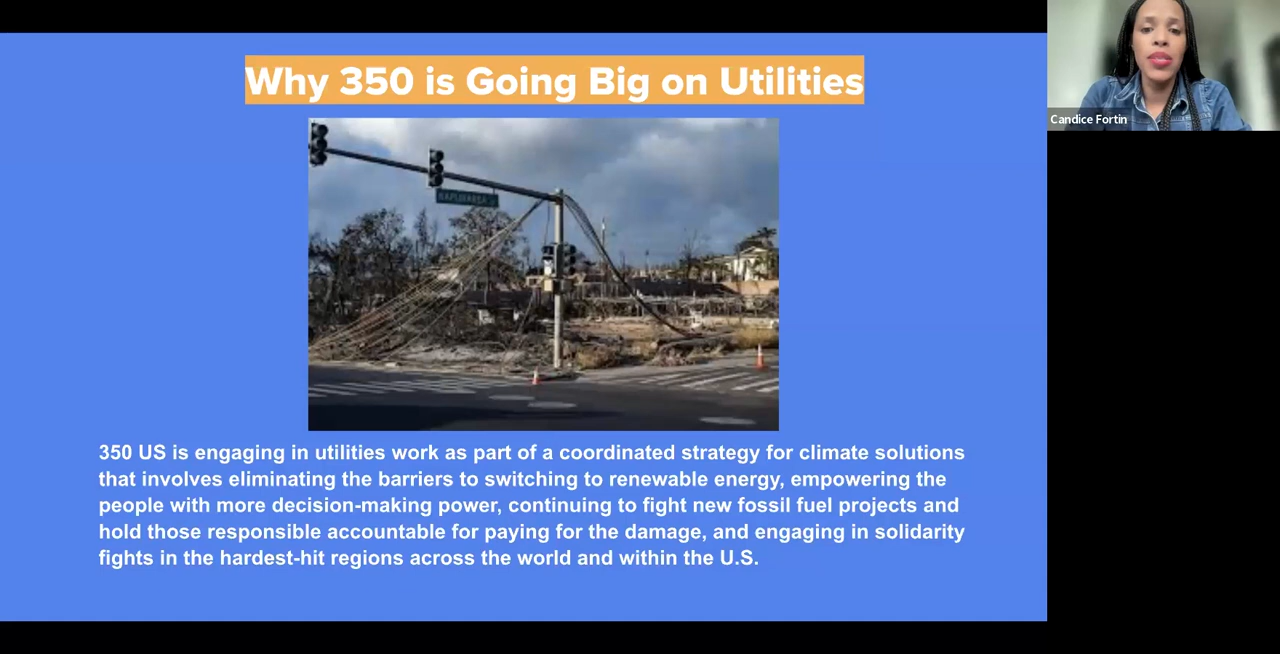 Why 350 is Going Big on Utilities
Candice Fortin
350 US is engaging in utilities work as part of a coordinated strategy for climate solutions
that involves eliminating the barriers to switching to renewable energy, empowering the
people with more decision-making power, continuing to fight new fossil fuel projects and
hold those responsible accountable for paying for the damage, and engaging in solidarity
fights in the hardest-hit regions across the world and within the U.S.